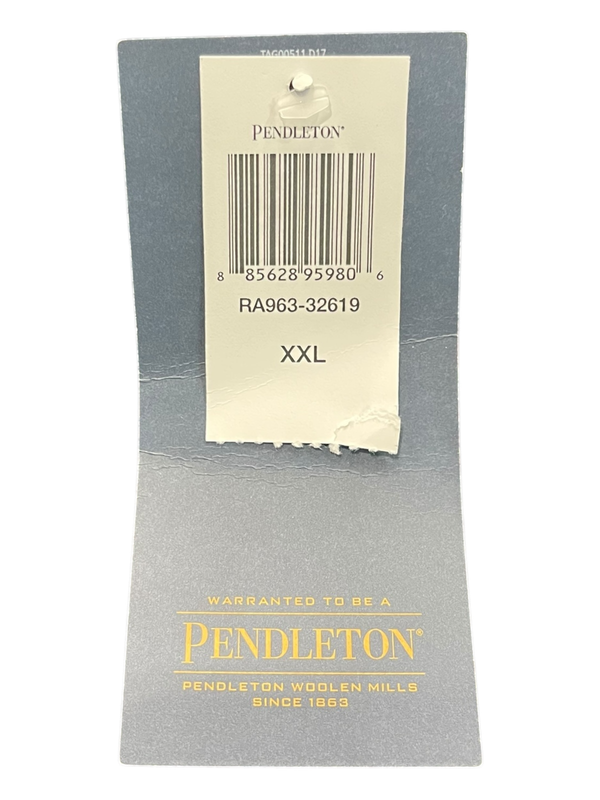 TAG00511 D17
PENDLETON®
8 85628 95980 6
RA963-32619
XXL
WARRANTED TO BE A
PENDLETON®
PENDLETON WOOLEN MILLS
SINCE 1863